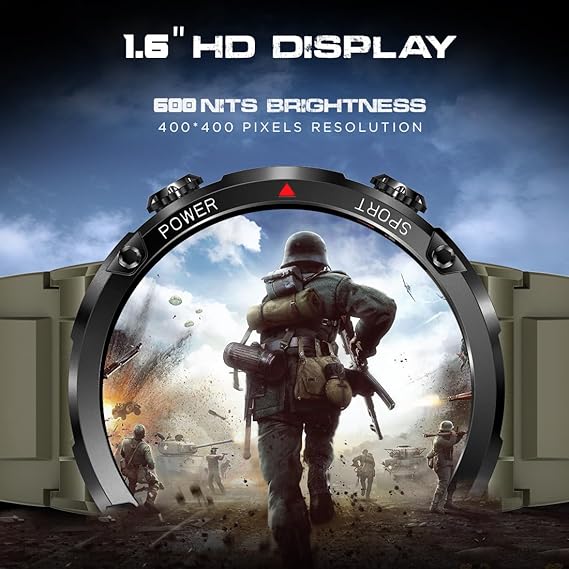 1.6" HD DISPLAY
600 NITS BRIGHTNESS
400*400 PIXELS RESOLUTION
POWER
SPORT